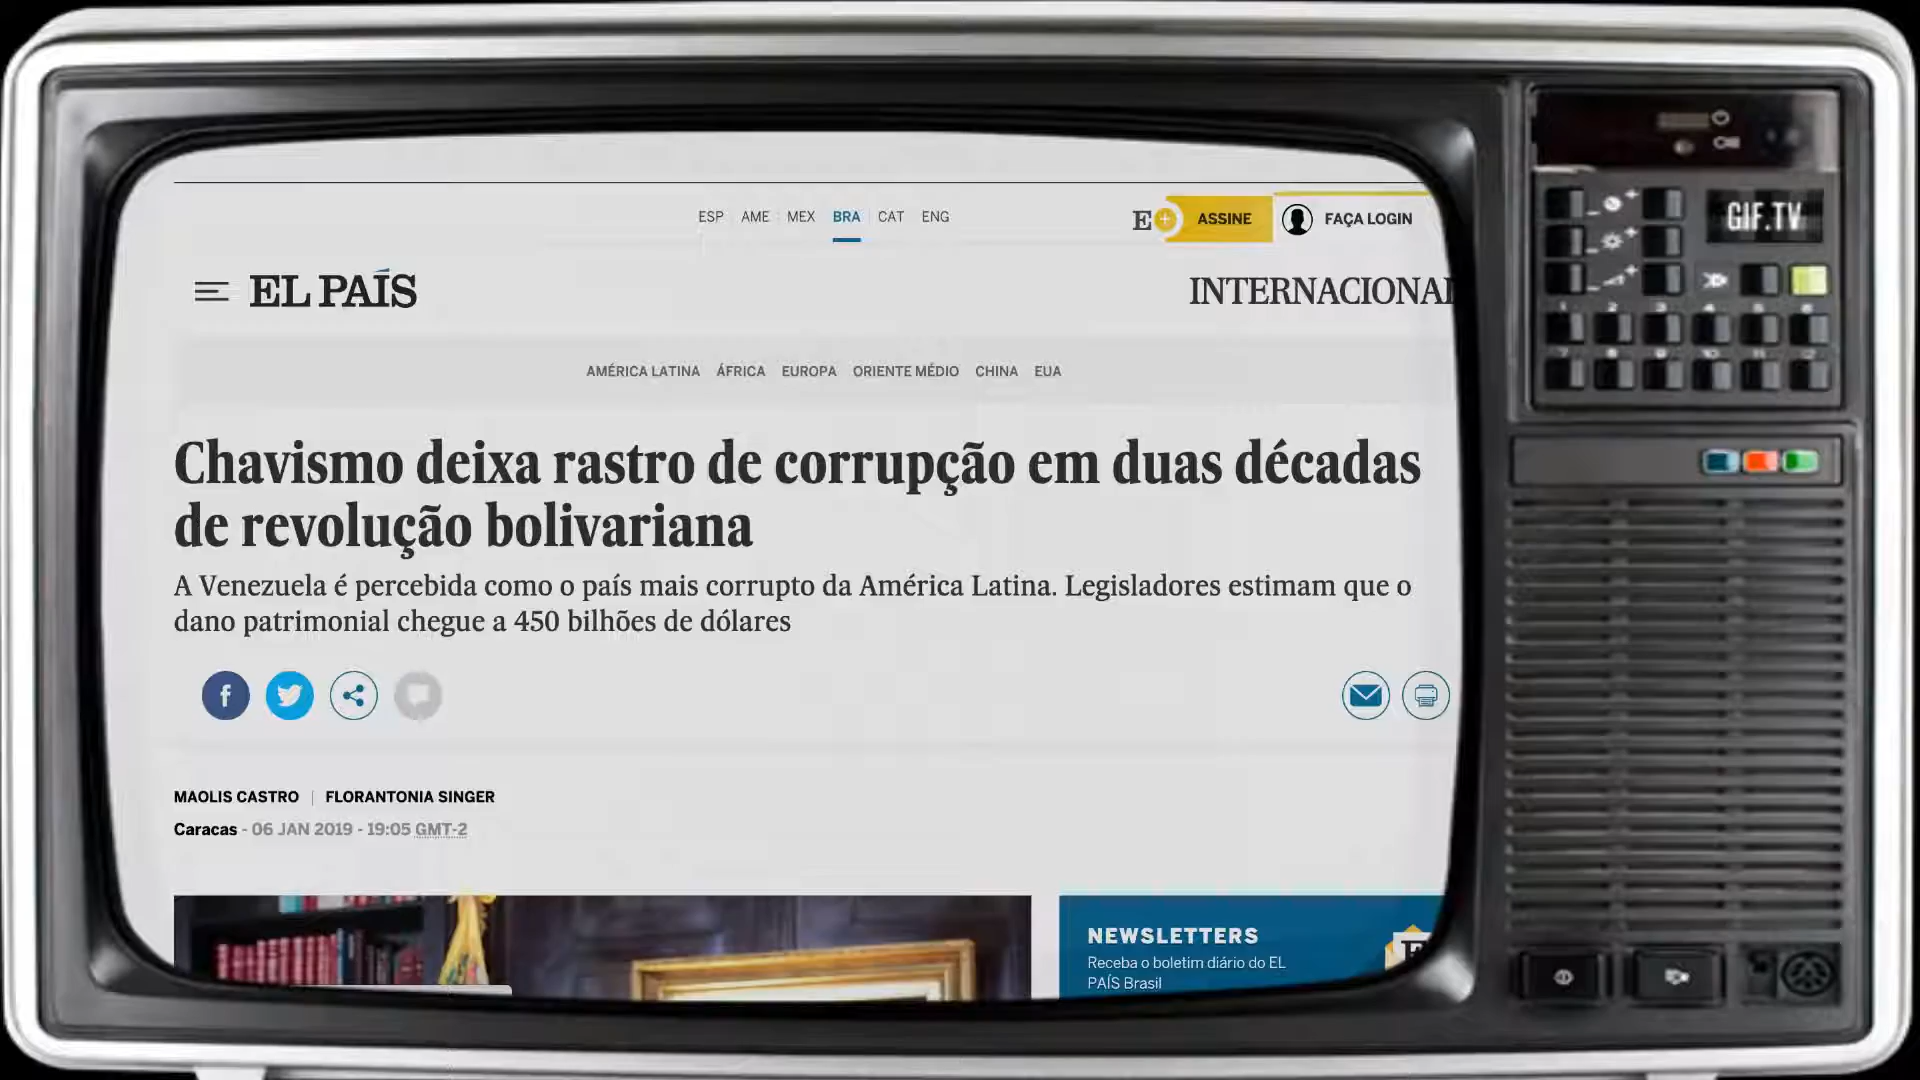 ESP AME MEX BRA CAT ENG
E+ ASSINE FAÇA LOGIN
GIF.TV
EL PAÍS
INTERNACIONAL
AMÉRICA LATINA ÁFRICA EUROPA ORIENTE MÉDIO CHINA EUA
Chavismo deixa rastro de corrupção em duas décadas
de revolução bolivariana
A Venezuela é percebida como o país mais corrupto da América Latina. Legisladores estimam que o
dano patrimonial chegue a 450 bilhões de dólares
MAOLIS CASTRO | FLORANTONIA SINGER
Caracas - 06 JAN 2019 - 19:05 GMT-2
NEWSLETTERS
Receba o boletim diário do EL
PAÍS Brasil